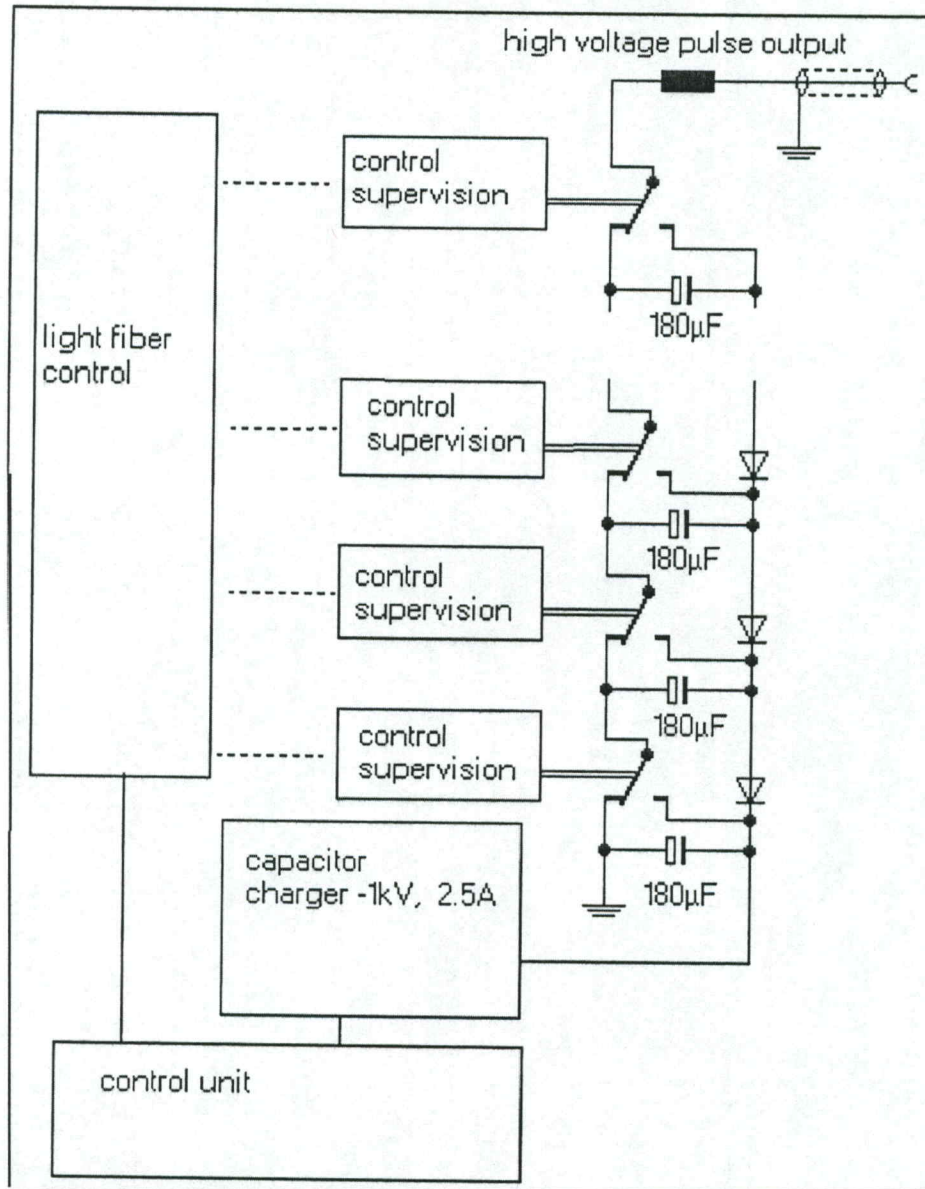 high voltage pulse output
control
supervision
180µF
light fiber
control
control
supervision
180µF
control
supervision
180µF
control
supervision
180µF
capacitor
charger -1kV, 2.5A
control unit